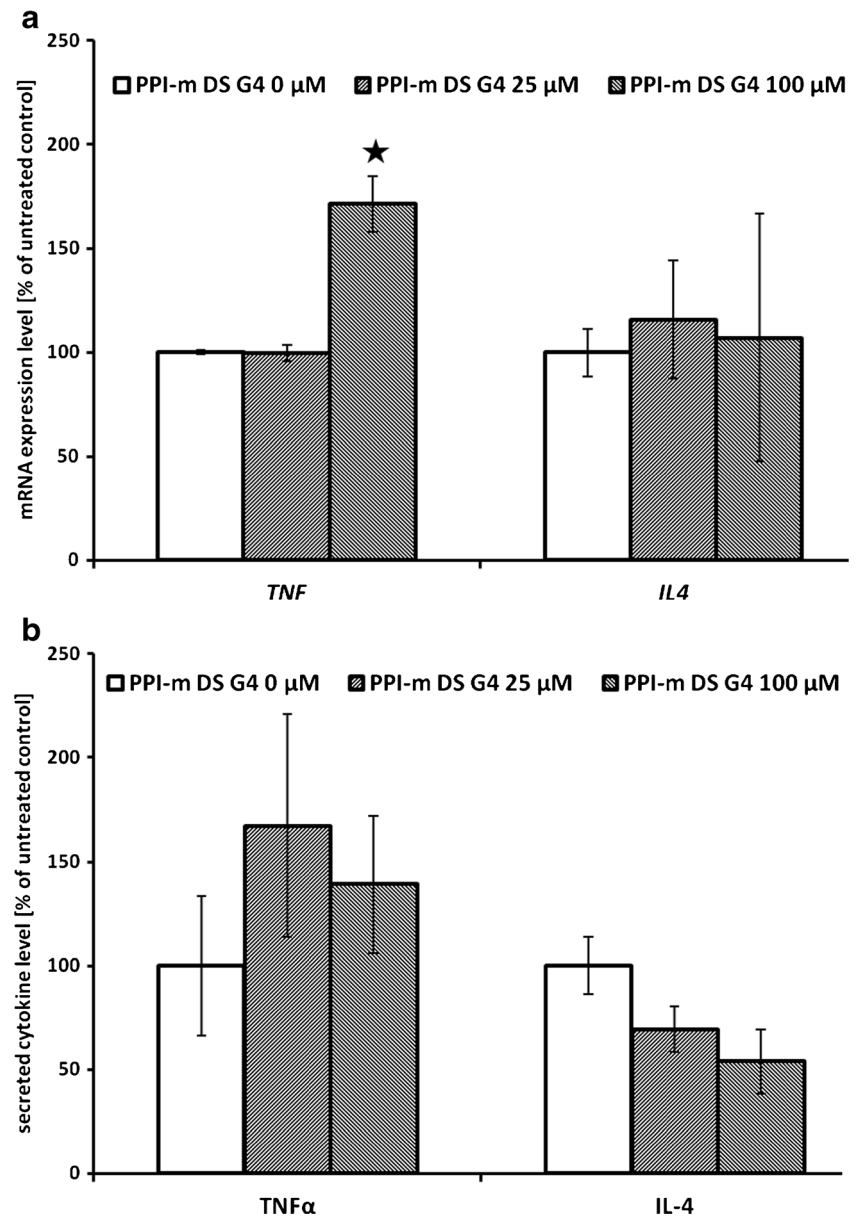 a
250
PPI-m DS G4 0 µM PPI-m DS G4 25 µM PPI-m DS G4 100 µM
200
150
100
50
0
mRNA expression level [% of untreated control]
TNF IL4
b
250
PPI-m DS G4 0 µM PPI-m DS G4 25 µM PPI-m DS G4 100 µM
200
150
100
50
0
secreted cytokine level [% of untreated control]
TNFα IL-4